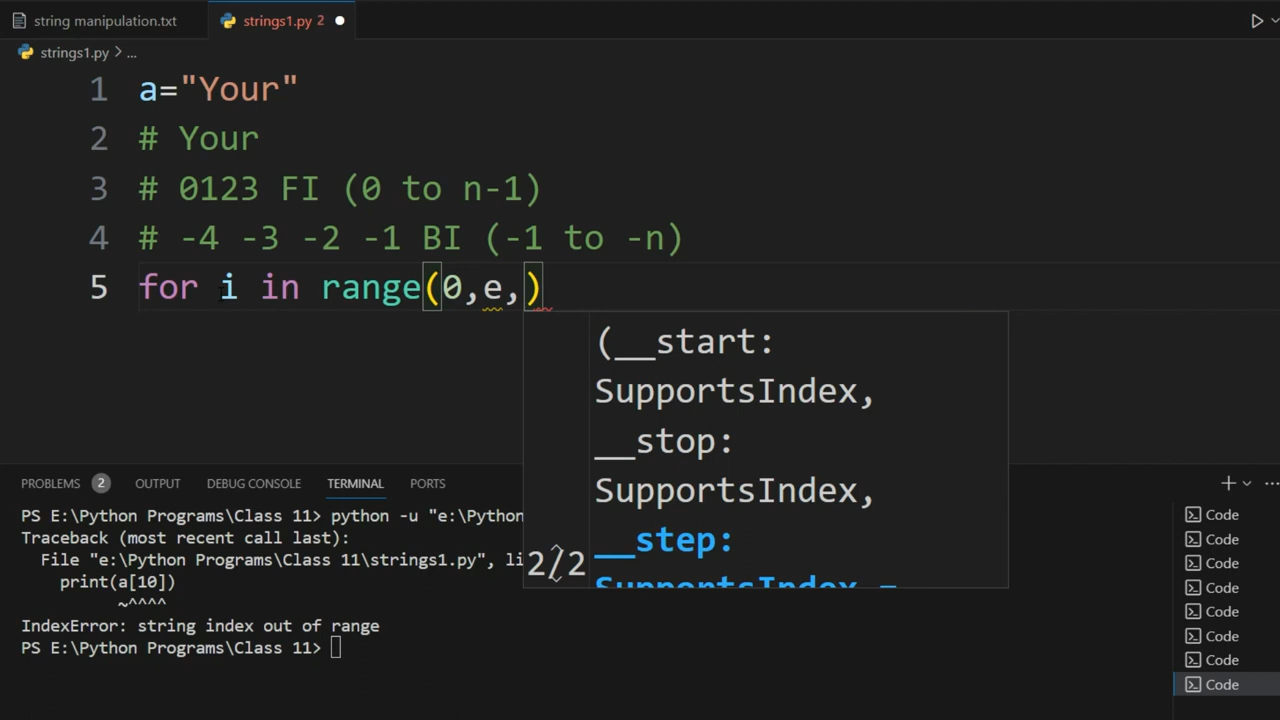 string manipulation.txt
strings1.py 2
strings1.py > ...
1 a="Your"
2 # Your
3 # 0123 FI (0 to n-1)
4 # -4 -3 -2 -1 BI (-1 to -n)
5 for i in range(0,e,)
(__start:
SupportsIndex,
__stop:
SupportsIndex,
__step:
SupportsIndex =
2/2
PROBLEMS 2 OUTPUT DEBUG CONSOLE TERMINAL PORTS
PS E:\Python Programs\Class 11> python -u "e:\Python
Traceback (most recent call last):
File "e:\Python Programs\Class 11\strings1.py", li
print(a[10])
~^^^^
IndexError: string index out of range
PS E:\Python Programs\Class 11>
Code
Code
Code
Code
Code
Code
Code
Code